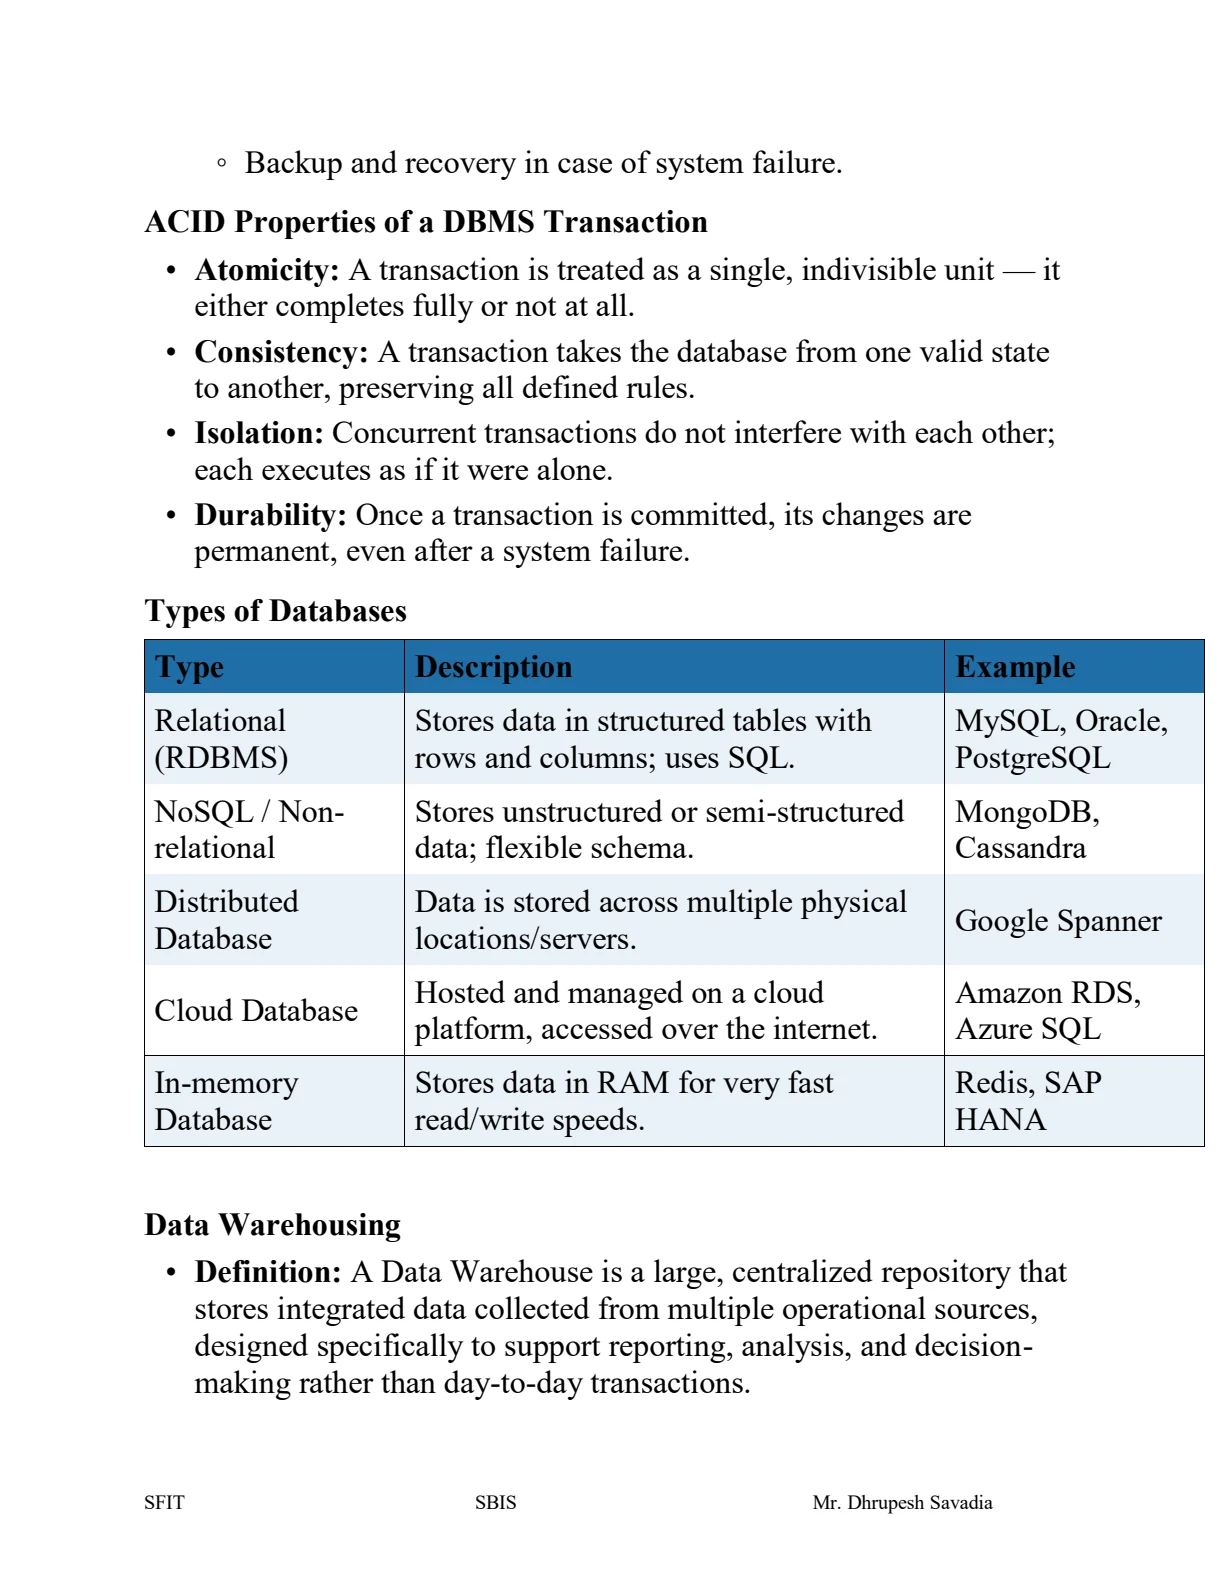 ◦ Backup and recovery in case of system failure.
ACID Properties of a DBMS Transaction
• Atomicity: A transaction is treated as a single, indivisible unit — it
either completes fully or not at all.
• Consistency: A transaction takes the database from one valid state
to another, preserving all defined rules.
• Isolation: Concurrent transactions do not interfere with each other;
each executes as if it were alone.
• Durability: Once a transaction is committed, its changes are
permanent, even after a system failure.
Types of Databases
Type Description Example
Relational Stores data in structured tables with MySQL, Oracle,
(RDBMS) rows and columns; uses SQL. PostgreSQL
NoSQL / Non- Stores unstructured or semi-structured MongoDB,
relational data; flexible schema. Cassandra
Distributed Data is stored across multiple physical
Database locations/servers. Google Spanner
Cloud Database Hosted and managed on a cloud Amazon RDS,
platform, accessed over the internet. Azure SQL
In-memory Stores data in RAM for very fast Redis, SAP
Database read/write speeds. HANA
Data Warehousing
• Definition: A Data Warehouse is a large, centralized repository that
stores integrated data collected from multiple operational sources,
designed specifically to support reporting, analysis, and decision-
making rather than day-to-day transactions.
SFIT SBIS Mr. Dhrupesh Savadia